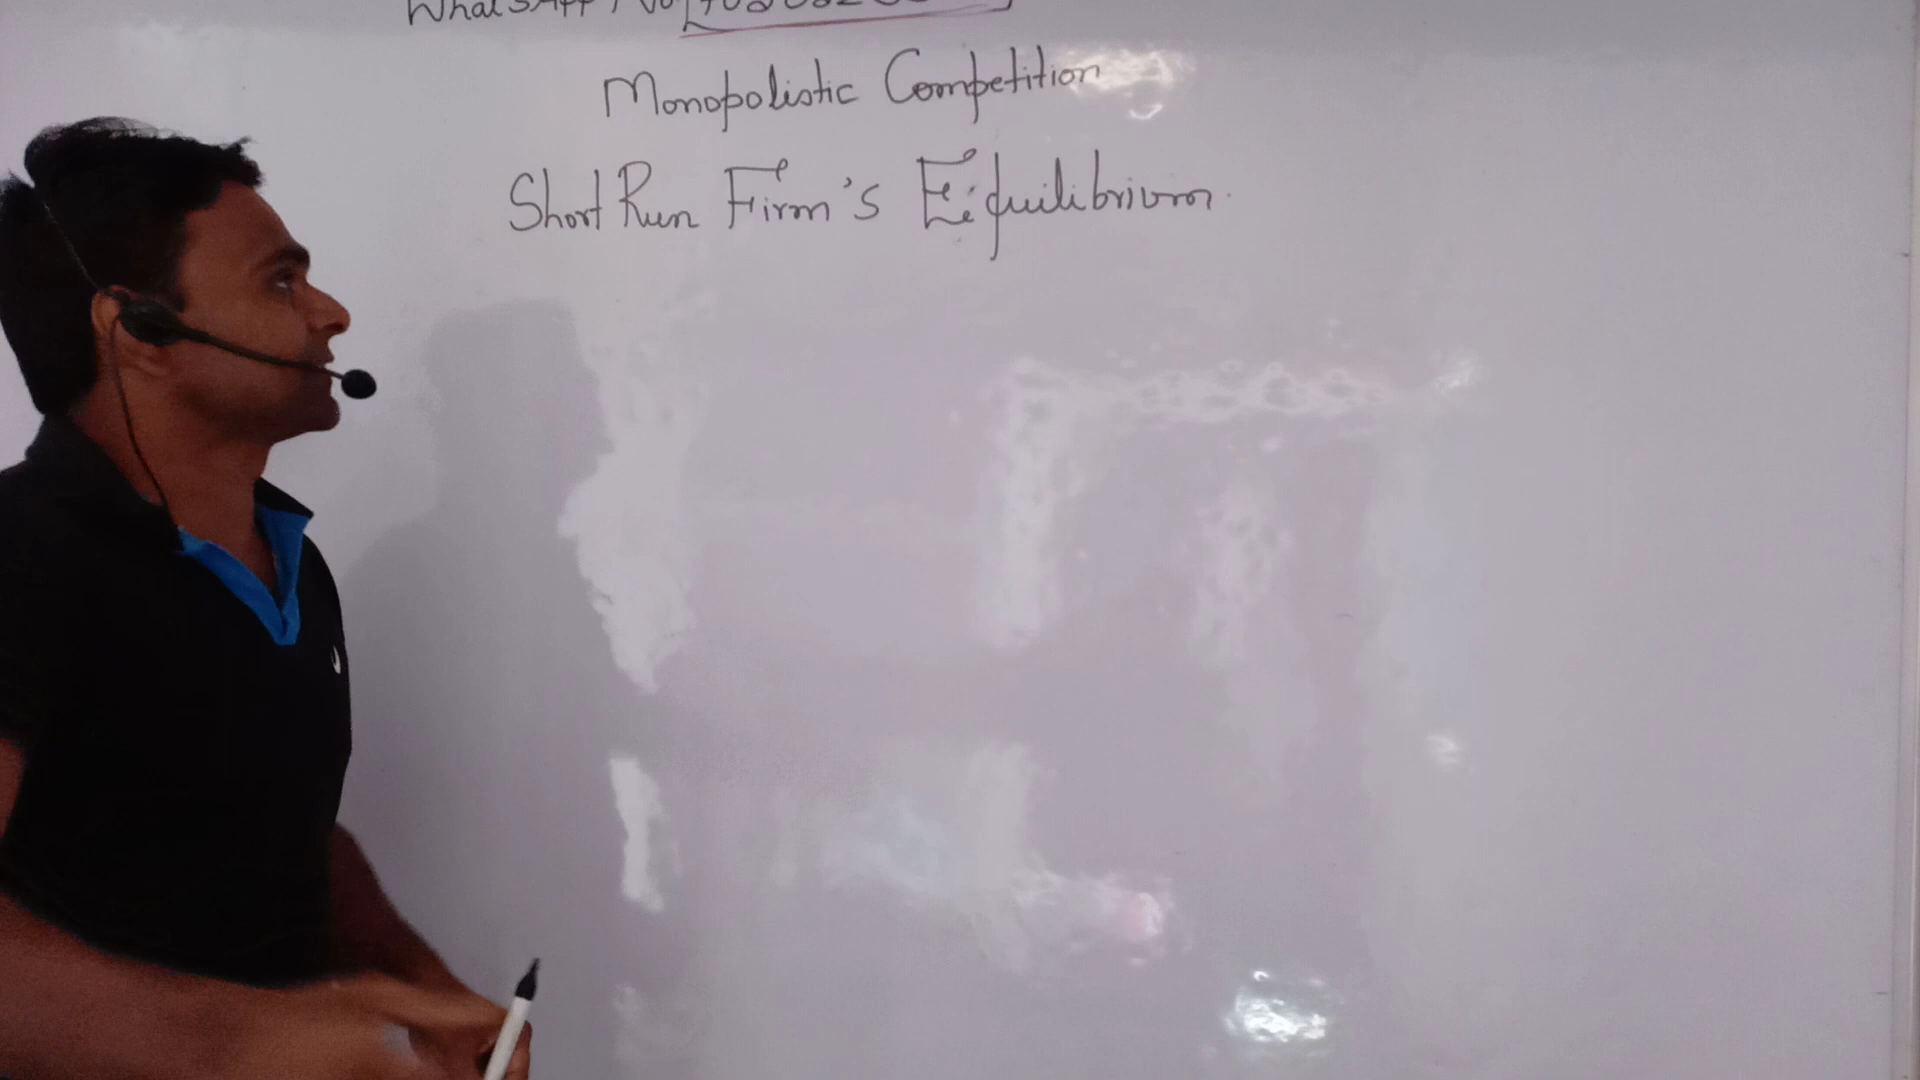 WhatsApp No
Monopolistic Competition
Short Run Firm's Equilibrium.